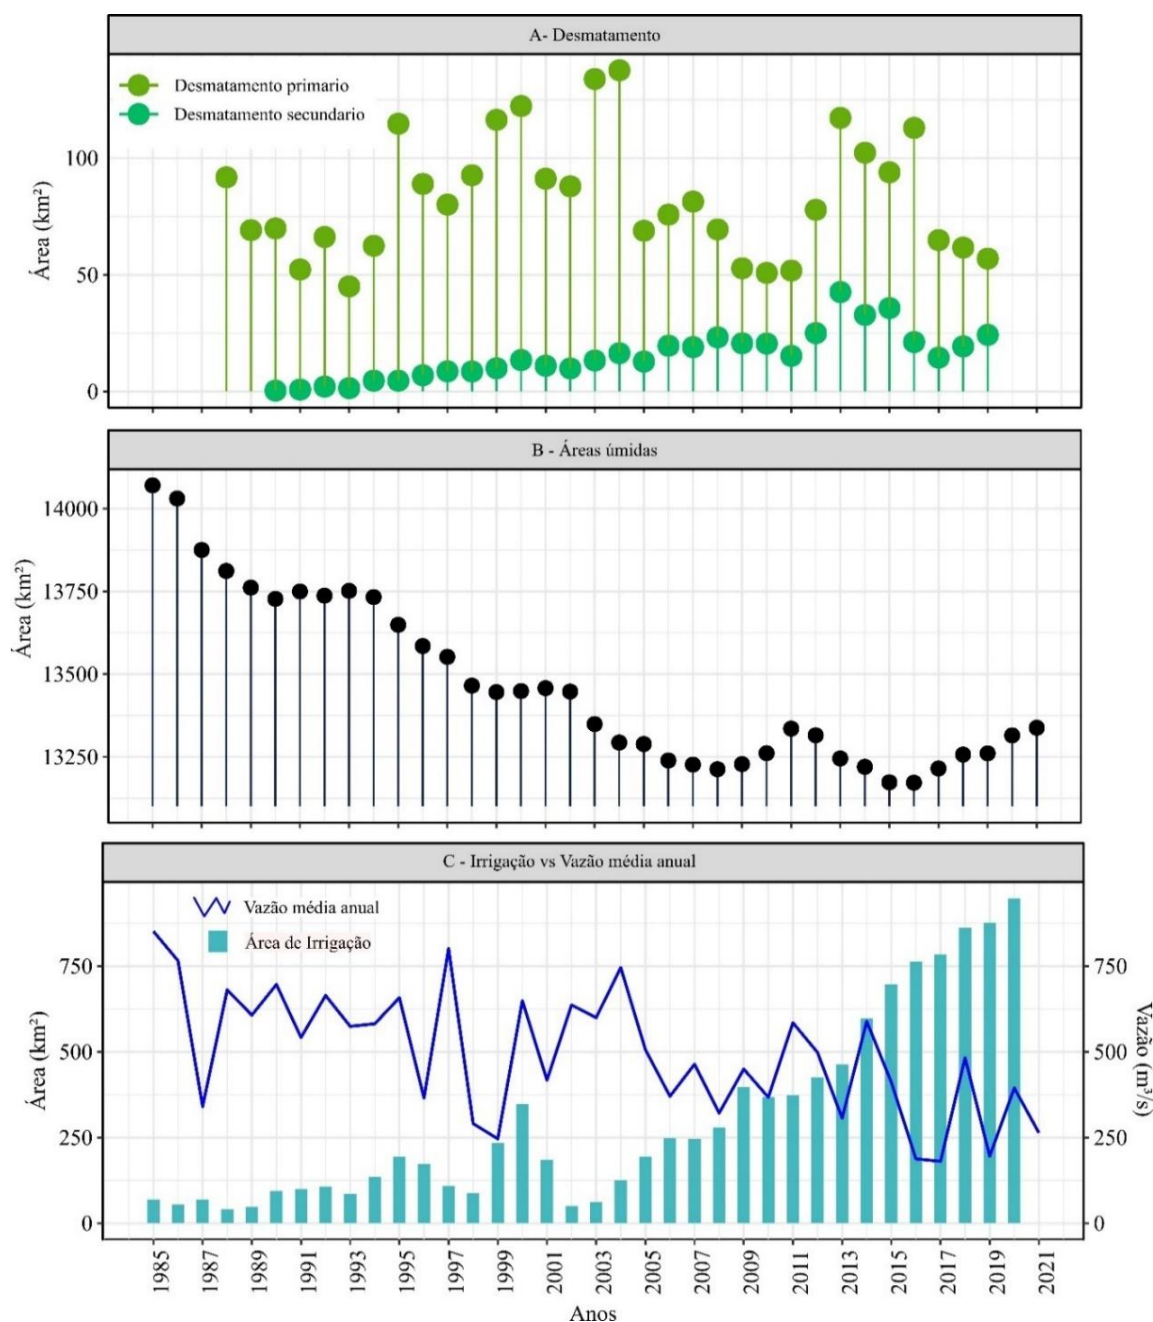 A- Desmatamento
Desmatamento primario
Desmatamento secundario
Área (km²)
100
50
0
B - Áreas úmidas
Área (km²)
14000
13750
13500
13250
C - Irrigação vs Vazão média anual
Vazão média anual
Área de Irrigação
Área (km²)
750
500
250
0
750
500
250
0
Vazão (m³/s)
1985
1987
1989
1991
1993
1995
1997
1999
2001
2003
2005
2007
2009
2011
2013
2015
2017
2019
2021
Anos